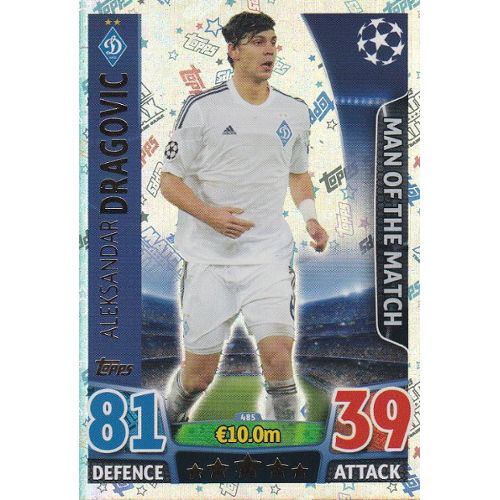 ALEKSANDAR DRAGOVIC
MAN OF THE MATCH
Topps
81
DEFENCE
485
€10.0m
39
ATTACK